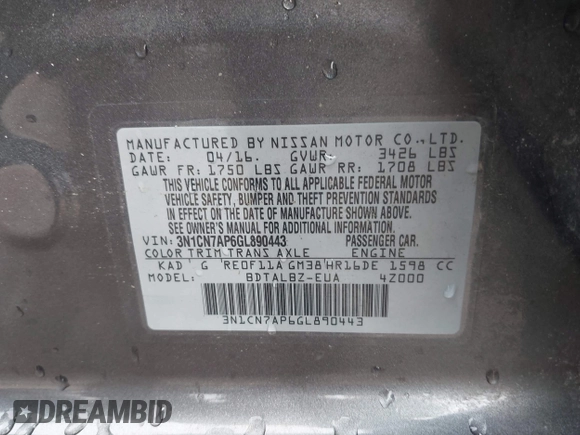 MANUFACTURED BY NISSAN MOTOR CO.,LTD.
DATE: 04/16. GVWR: 3426 LBS
GAWR FR: 1750 LBS GAWR RR: 1708 LBS
THIS VEHICLE CONFORMS TO ALL APPLICABLE FEDERAL MOTOR
VEHICLE SAFETY, BUMPER AND THEFT PREVENTION STANDARDS
IN EFFECT ON THE DATE OF MANUFACTURE SHOWN ABOVE.
SEE OWNER'S MANUAL FOR ADDITIONAL INFORMATION.
VIN: 3N1CN7AP6GL890443 PASSENGER CAR.
COLOR TRIM TRANS AXLE ENGINE
KAD G RE0F11A GM38 HR16DE 1598 CC
MODEL: BDTALBZ-EUA 4Z000
3N1CN7AP6GL890443
DREAMBID